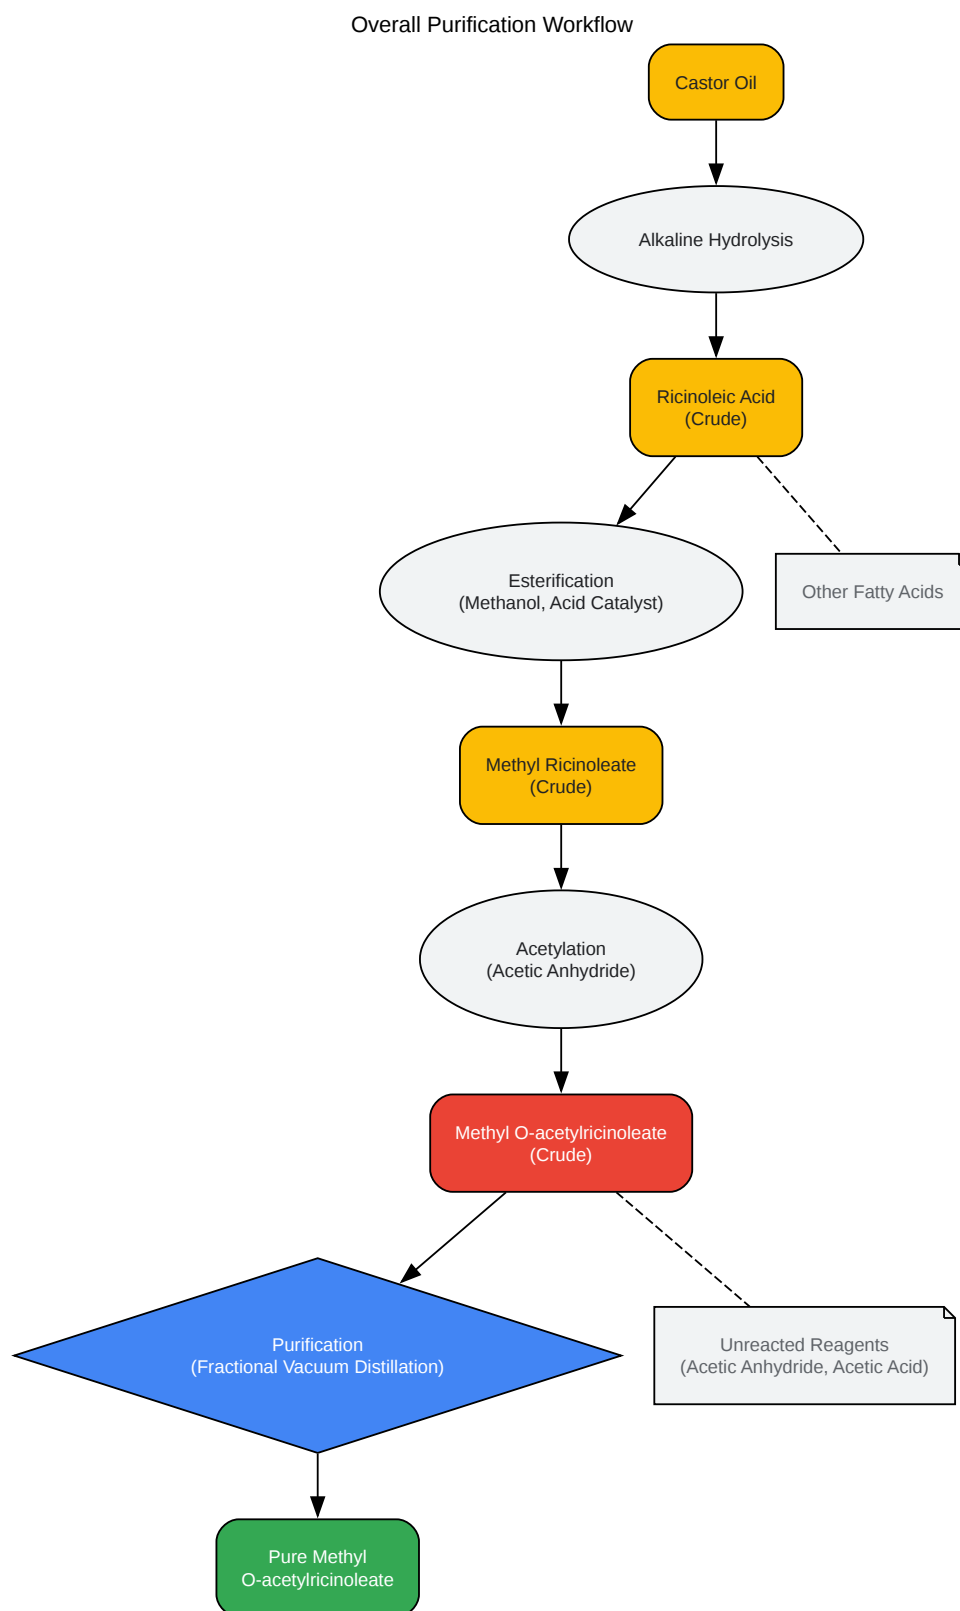 Overall Purification Workflow
Castor Oil
Alkaline Hydrolysis
Ricinoleic Acid
(Crude)
Esterification
(Methanol, Acid Catalyst)
Other Fatty Acids
Methyl Ricinoleate
(Crude)
Acetylation
(Acetic Anhydride)
Methyl O-acetylricinoleate
(Crude)
Purification
(Fractional Vacuum Distillation)
Unreacted Reagents
(Acetic Anhydride, Acetic Acid)
Pure Methyl
O-acetylricinoleate